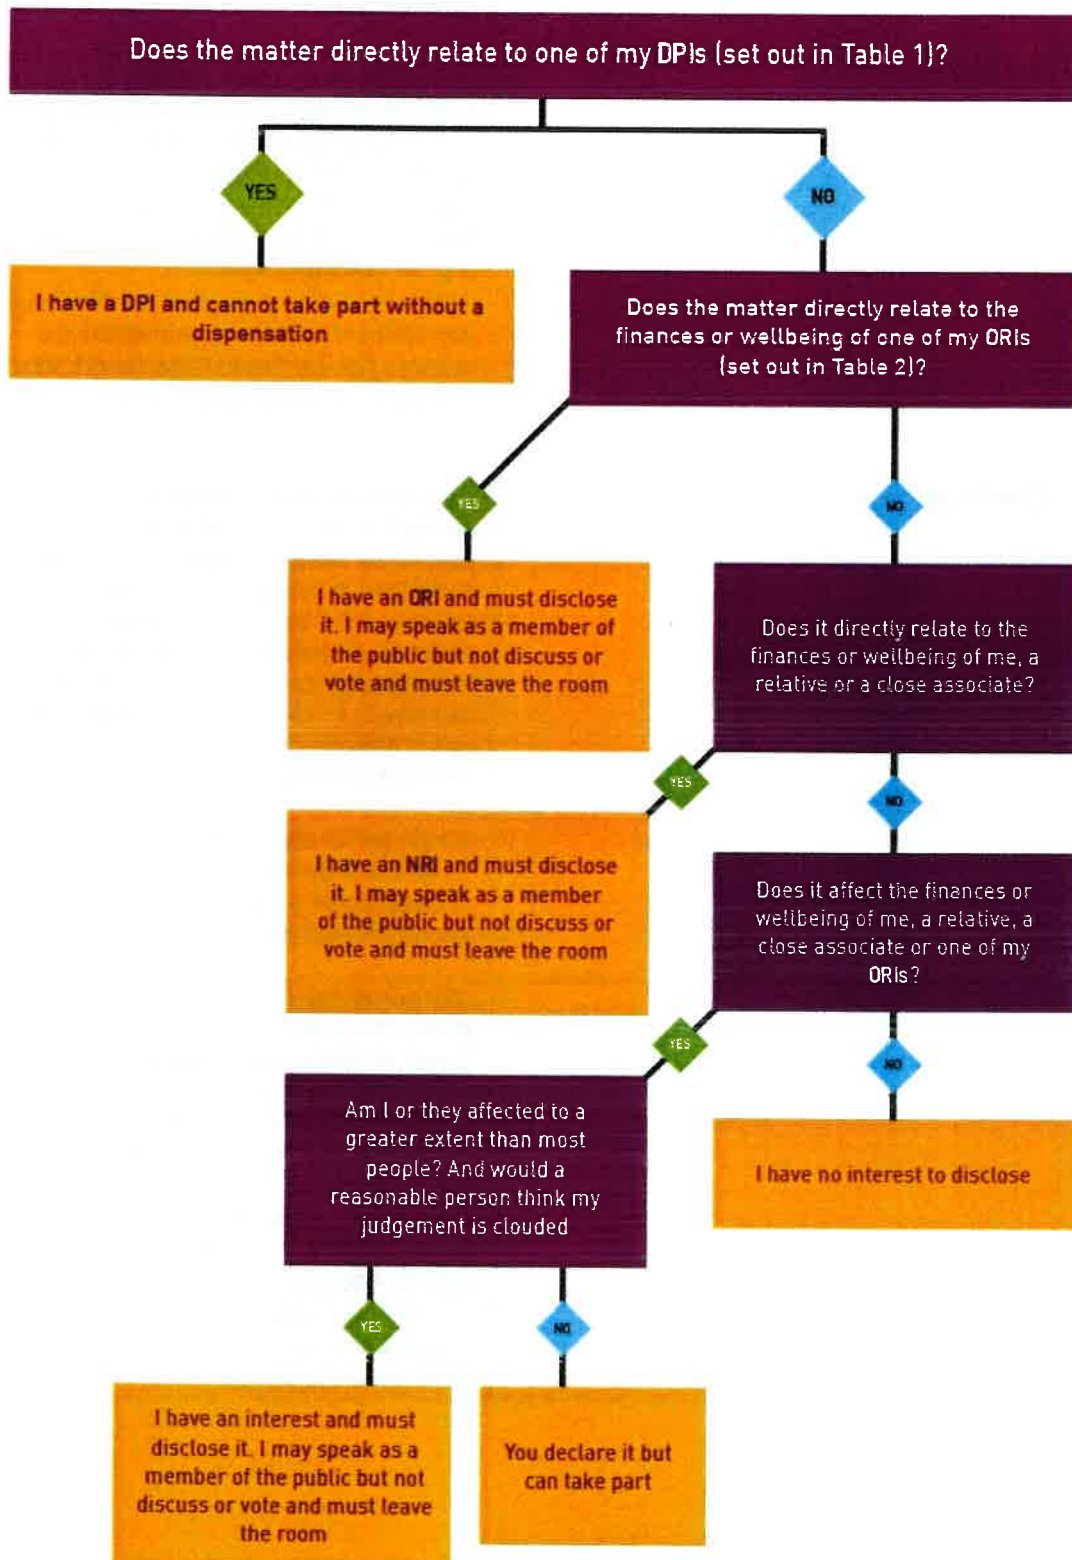 Does the matter directly relate to one of my DPIs (set out in Table 1)?
YES
NO
I have a DPI and cannot take part without a
dispensation
Does the matter directly relate to the
finances or wellbeing of one of my ORIs
(set out in Table 2)?
YES
NO
I have an ORI and must disclose
it. I may speak as a member of
the public but not discuss or
vote and must leave the room
Does it directly relate to the
finances or wellbeing of me, a
relative or a close associate?
YES
NO
I have an NRI and must disclose
it. I may speak as a member
of the public but not discuss or
vote and must leave the room
Does it affect the finances or
wellbeing of me, a relative, a
close associate or one of my
ORIs?
YES
NO
Am I or they affected to a
greater extent than most
people? And would a
reasonable person think my
judgement is clouded
I have no interest to disclose
YES
NO
I have an interest and must
disclose it. I may speak as a
member of the public but not
discuss or vote and must leave
the room
You declare it but
can take part